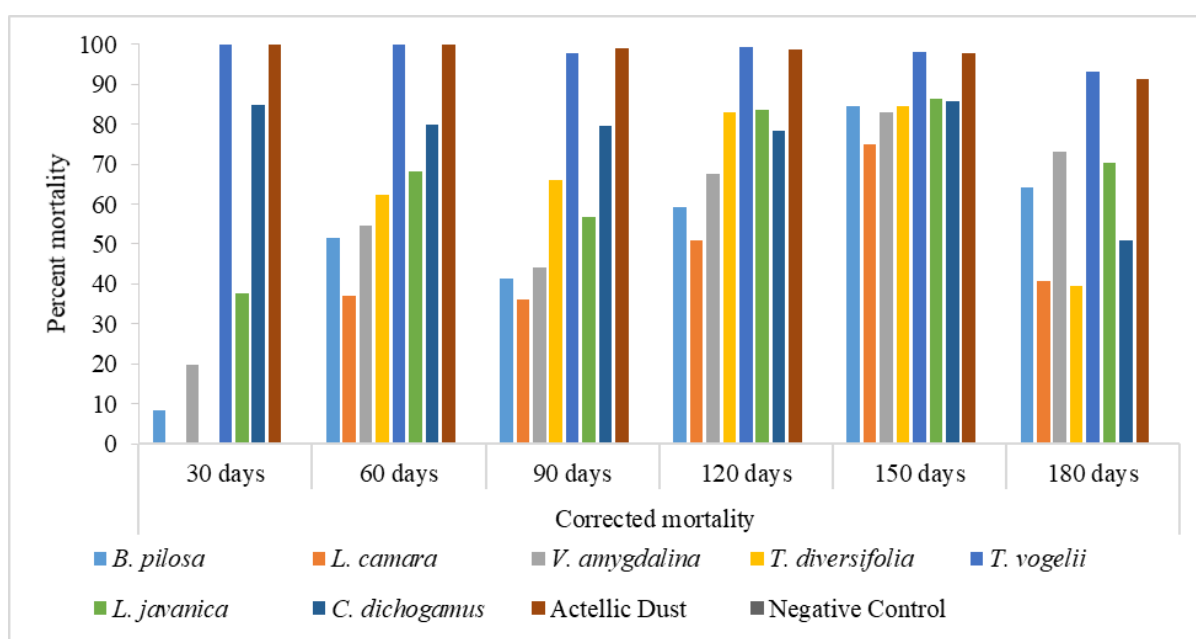 100
90
80
70
60
50
40
30
20
10
0
Percent mortality
30 days 60 days 90 days 120 days 150 days 180 days
Corrected mortality
B. pilosa L. camara V. amygdalina T. diversifolia T. vogelii
L. javanica C. dichogamus Actellic Dust Negative Control